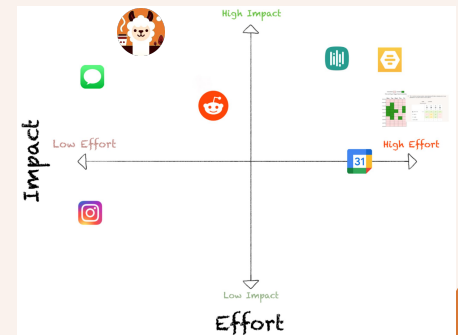 High Impact
Impact
Low Effort
High Effort
31
Low Impact
Effort